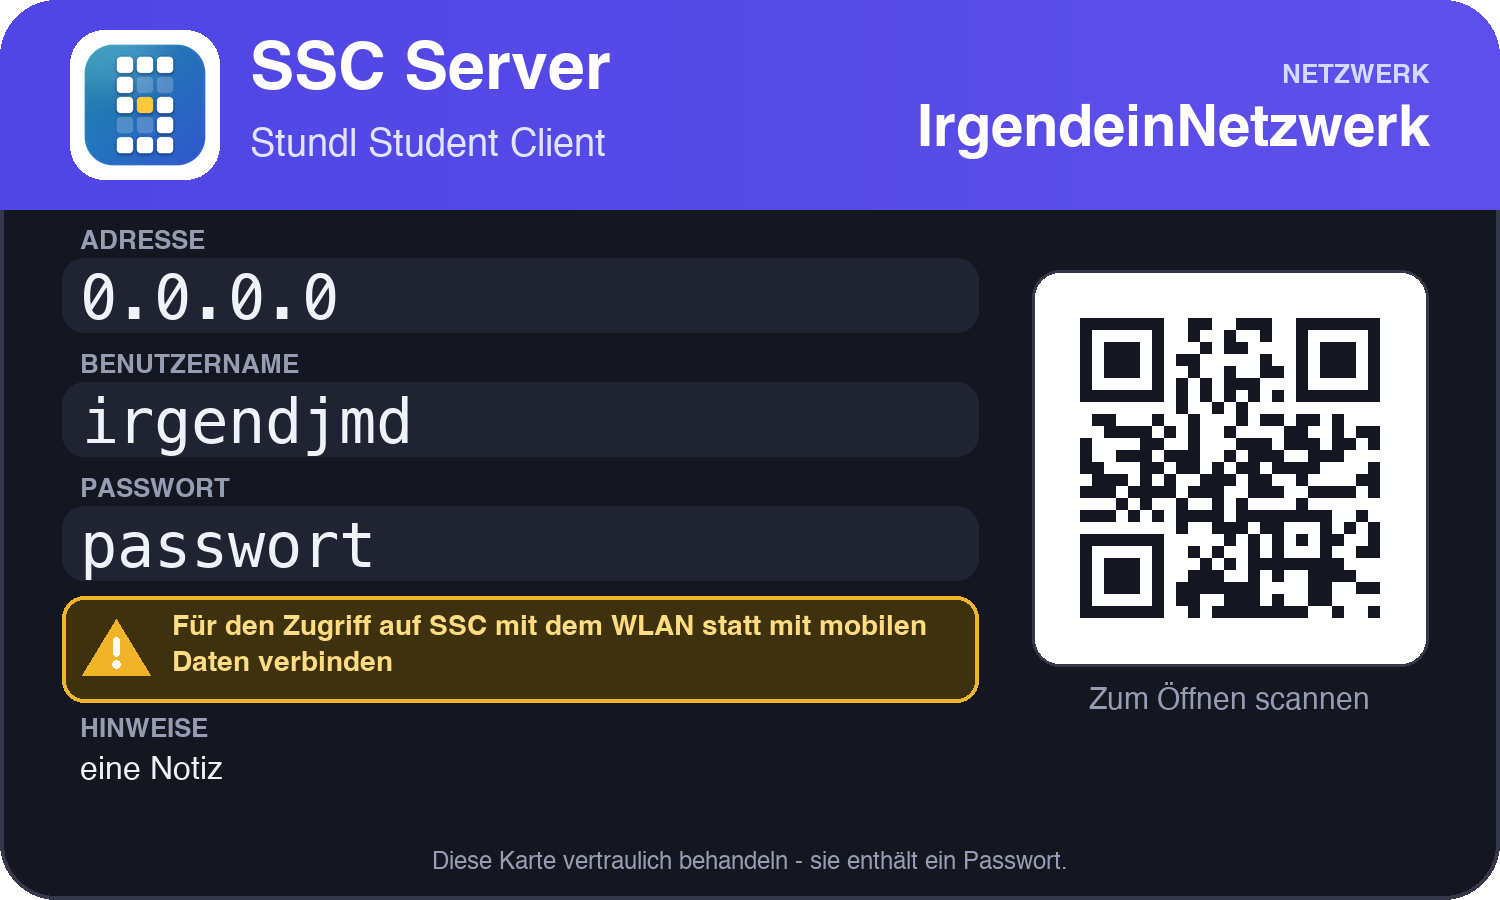 SSC Server
Stundl Student Client
NETZWERK
IrgendeinNetzwerk
ADRESSE
0.0.0.0
BENUTZERNAME
irgendjmd
PASSWORT
passwort
Für den Zugriff auf SSC mit dem WLAN statt mit mobilen
Daten verbinden
HINWEISE
eine Notiz
Zum Öffnen scannen
Diese Karte vertraulich behandeln - sie enthält ein Passwort.